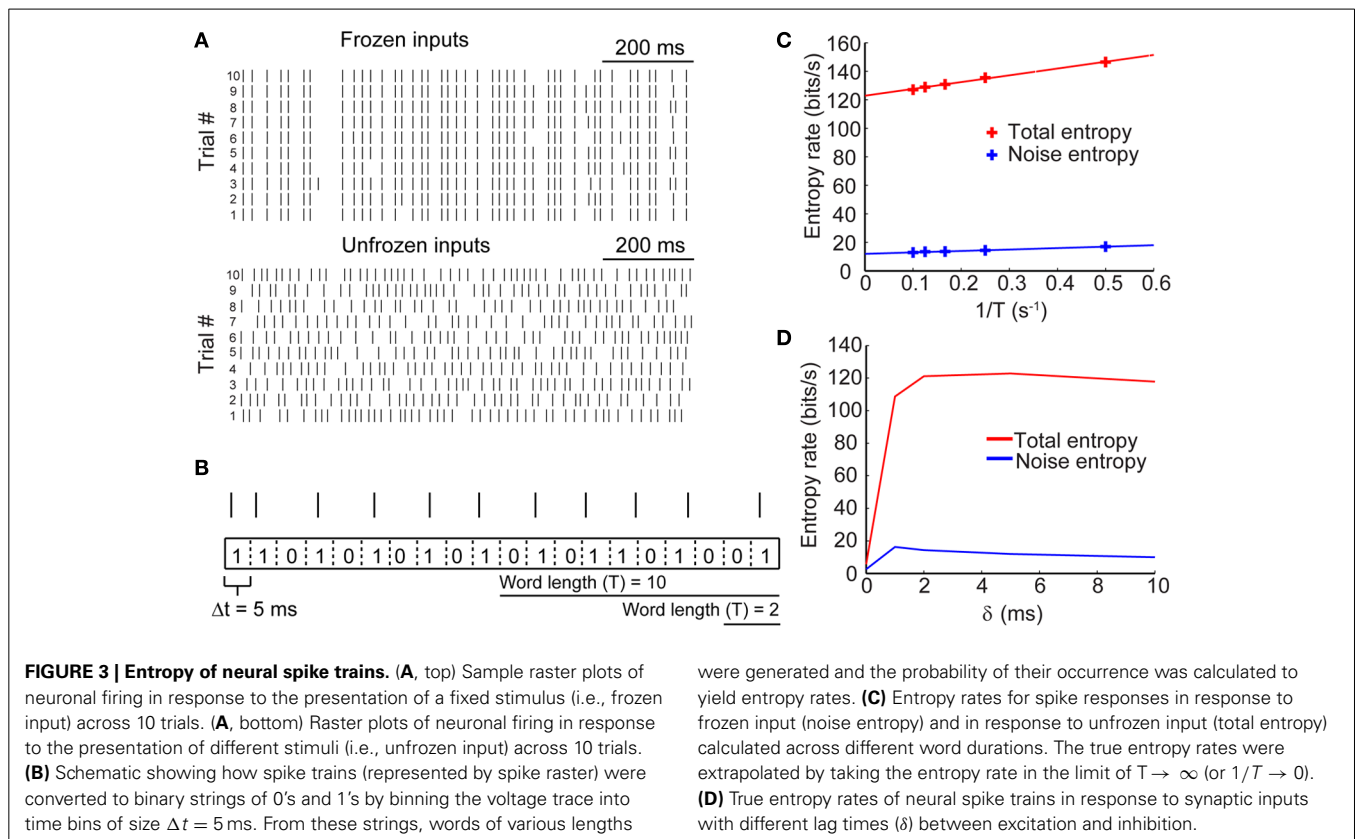 A
Frozen inputs
200 ms
Trial #
10
9
8
7
6
5
4
3
2
1
Unfrozen inputs
200 ms
Trial #
10
9
8
7
6
5
4
3
2
1
B
1 1 0 1 0 1 0 1 0 1 0 1 0 1 1 0 1 0 0 1
Δt = 5 ms
Word length (T) = 10
Word length (T) = 2
C
Entropy rate (bits/s)
160
140
120
100
80
60
40
20
0
Total entropy
Noise entropy
0 0.1 0.2 0.3 0.4 0.5 0.6
1/T (s⁻¹)
D
Entropy rate (bits/s)
140
120
100
80
60
40
20
0
Total entropy
Noise entropy
0 2 4 6 8 10
δ (ms)
FIGURE 3 | Entropy of neural spike trains. (A, top) Sample raster plots of
neuronal firing in response to the presentation of a fixed stimulus (i.e., frozen
input) across 10 trials. (A, bottom) Raster plots of neuronal firing in response
to the presentation of different stimuli (i.e., unfrozen input) across 10 trials.
(B) Schematic showing how spike trains (represented by spike raster) were
converted to binary strings of 0's and 1's by binning the voltage trace into
time bins of size Δt = 5 ms. From these strings, words of various lengths
were generated and the probability of their occurrence was calculated to
yield entropy rates. (C) Entropy rates for spike responses in response to
frozen input (noise entropy) and in response to unfrozen input (total entropy)
calculated across different word durations. The true entropy rates were
extrapolated by taking the entropy rate in the limit of T → ∞ (or 1/T → 0).
(D) True entropy rates of neural spike trains in response to synaptic inputs
with different lag times (δ) between excitation and inhibition.